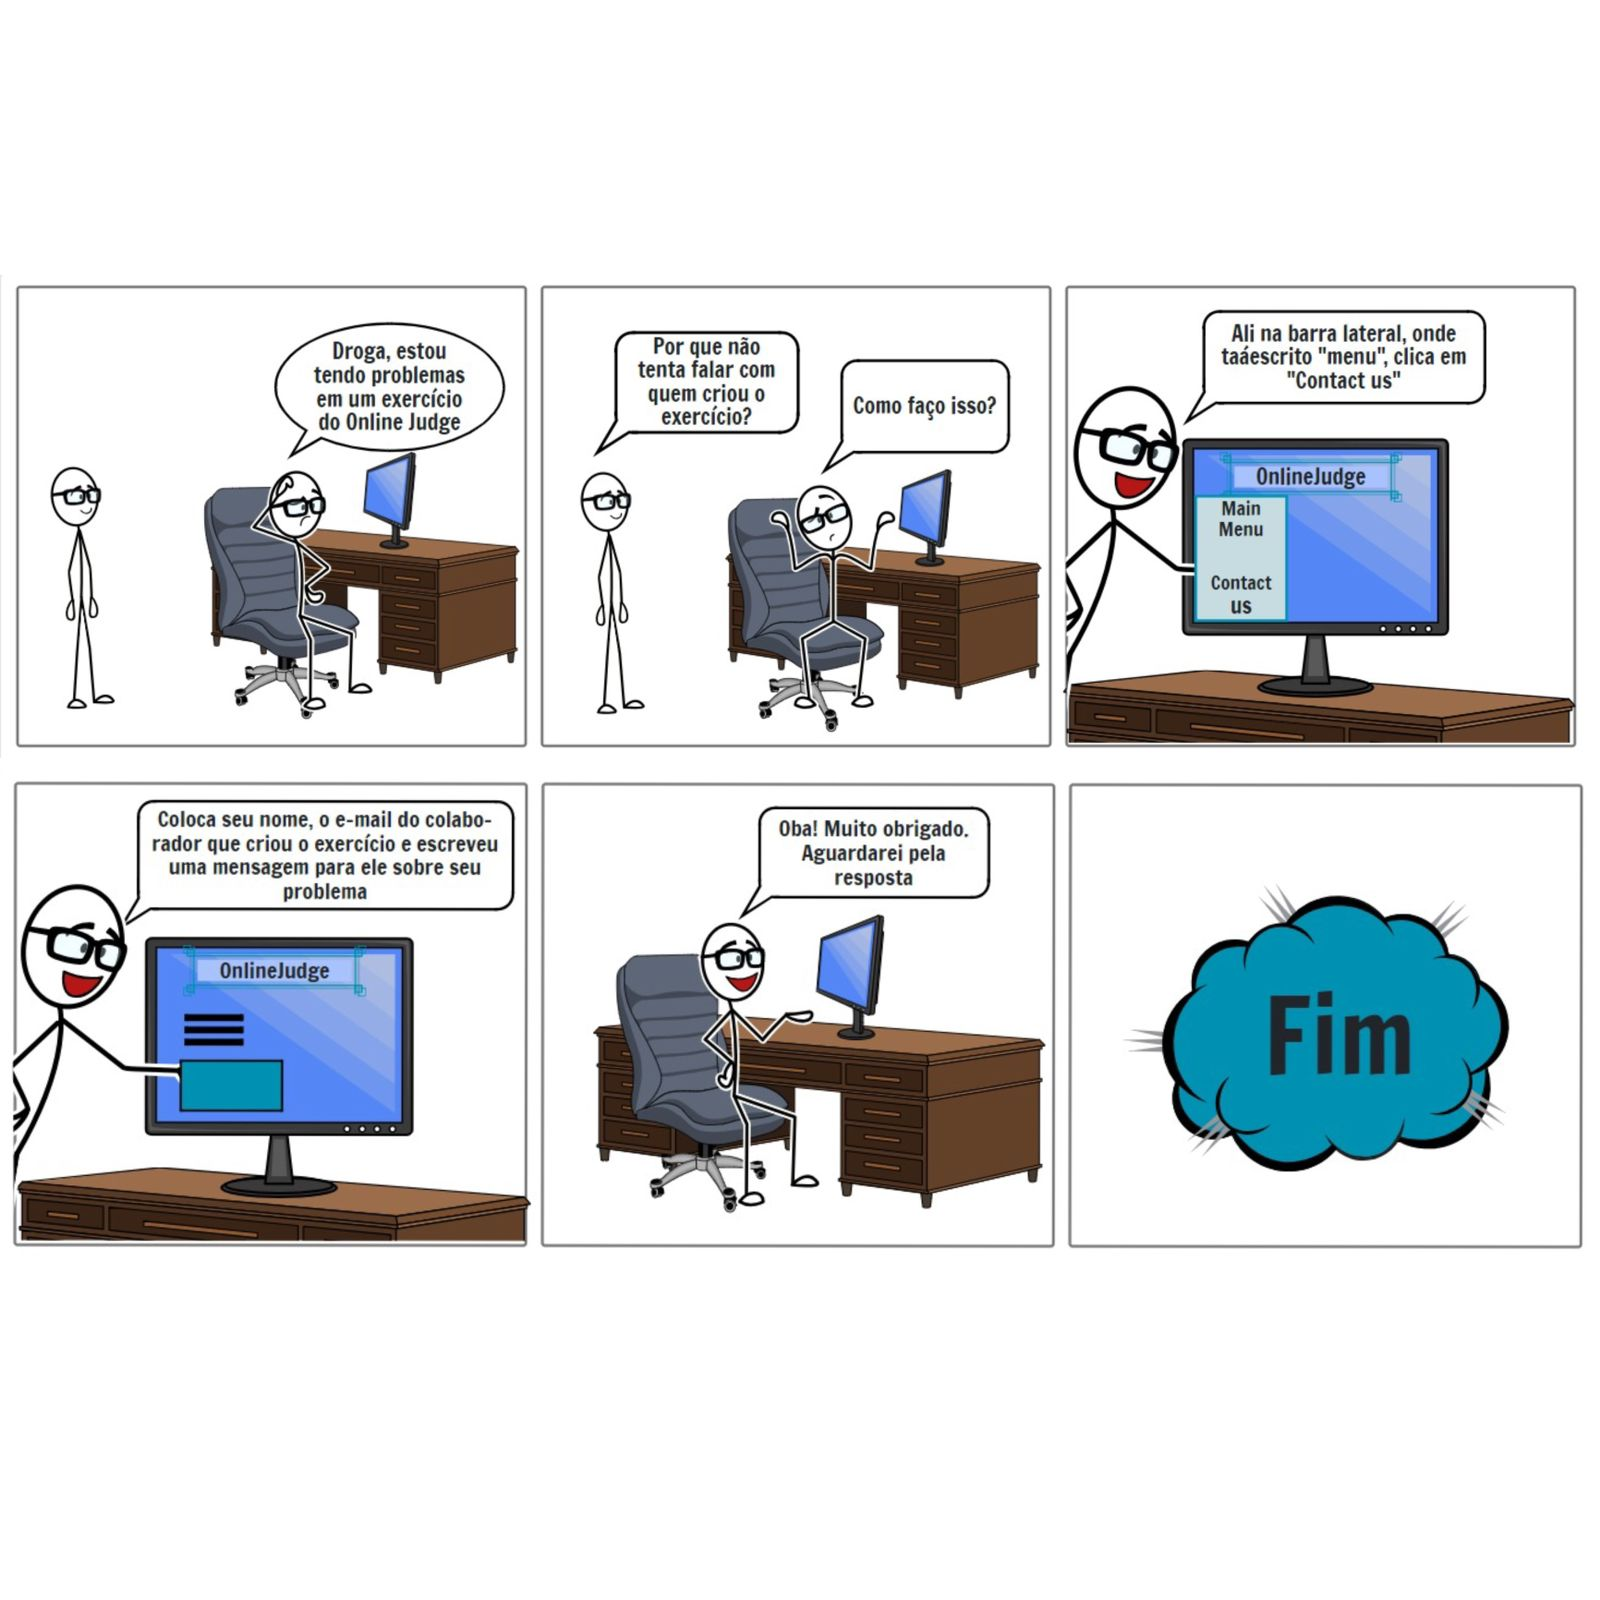 Droga, estou
tendo problemas
em um exercício
do Online Judge
Por que não
tenta falar com
quem criou o
exercício?
Como faço isso?
Ali na barra lateral, onde
taáescrito "menu", clica em
"Contact us"
OnlineJudge
Main
Menu
Contact
us
Coloca seu nome, o e-mail do colabo-
rador que criou o exercício e escreveu
uma mensagem para ele sobre seu
problema
OnlineJudge
Oba! Muito obrigado.
Aguardarei pela
resposta
Fim